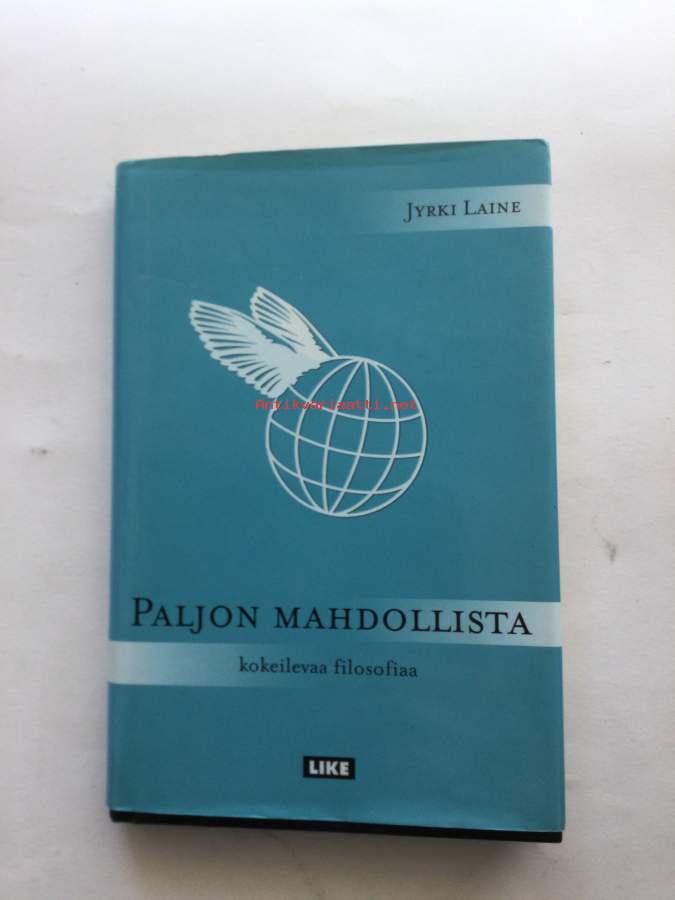 JYRKI LAINE
Antikvariaatti.net
PALJON MAHDOLLISTA
kokeilevaa filosofiaa
LIKE